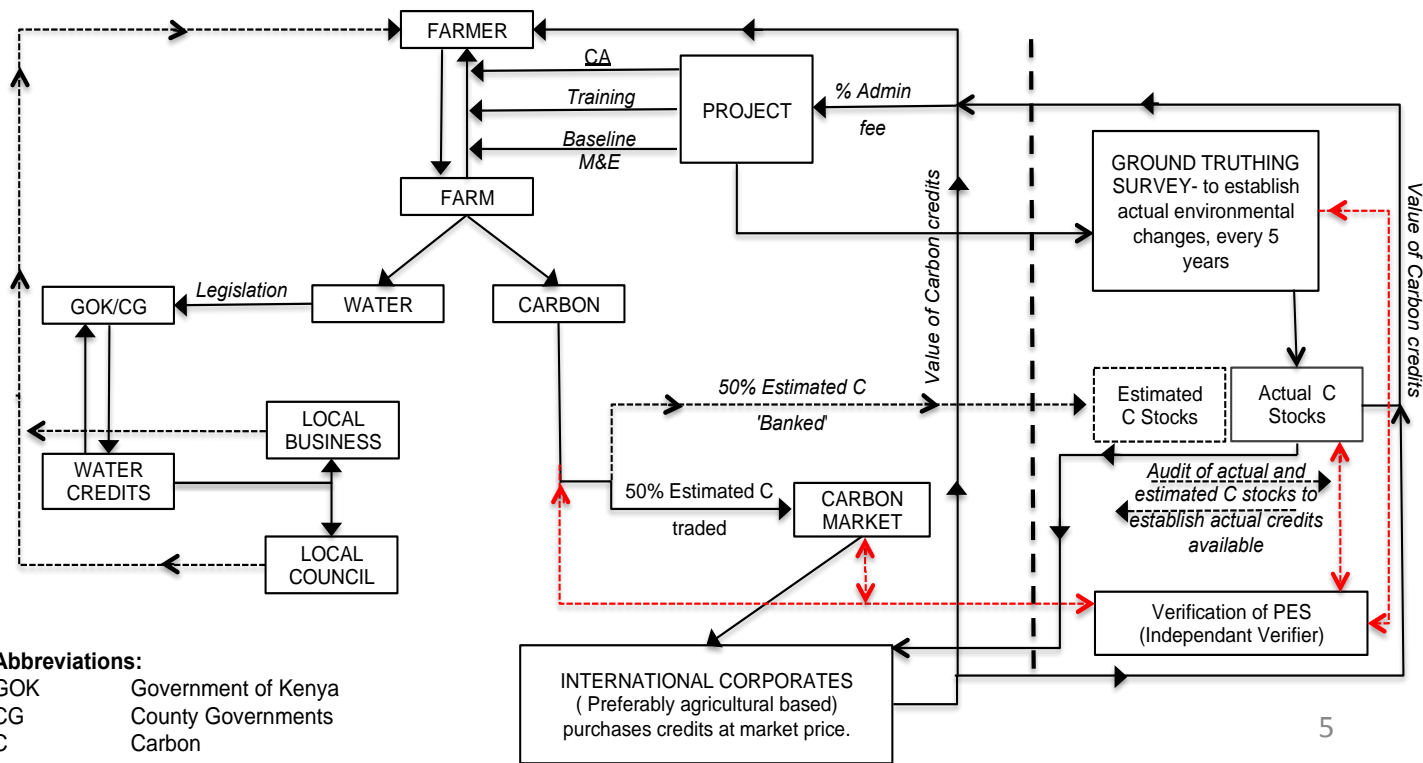 FARMER
CA
Training
Baseline
M&E
PROJECT
% Admin
fee
FARM
GROUND TRUTHING
SURVEY- to establish
actual environmental
changes, every 5
years
Value of Carbon credits
Value of Carbon credits
GOK/CG
Legislation
WATER
CARBON
50% Estimated C
'Banked'
Estimated
C Stocks
Actual C
Stocks
LOCAL
BUSINESS
WATER
CREDITS
LOCAL
COUNCIL
50% Estimated C
traded
CARBON
MARKET
Audit of actual and
estimated C stocks to
establish actual credits
available
Verification of PES
(Independant Verifier)
INTERNATIONAL CORPORATES
( Preferably agricultural based)
purchases credits at market price.
Abbreviations:
GOK Government of Kenya
CG County Governments
C Carbon
5